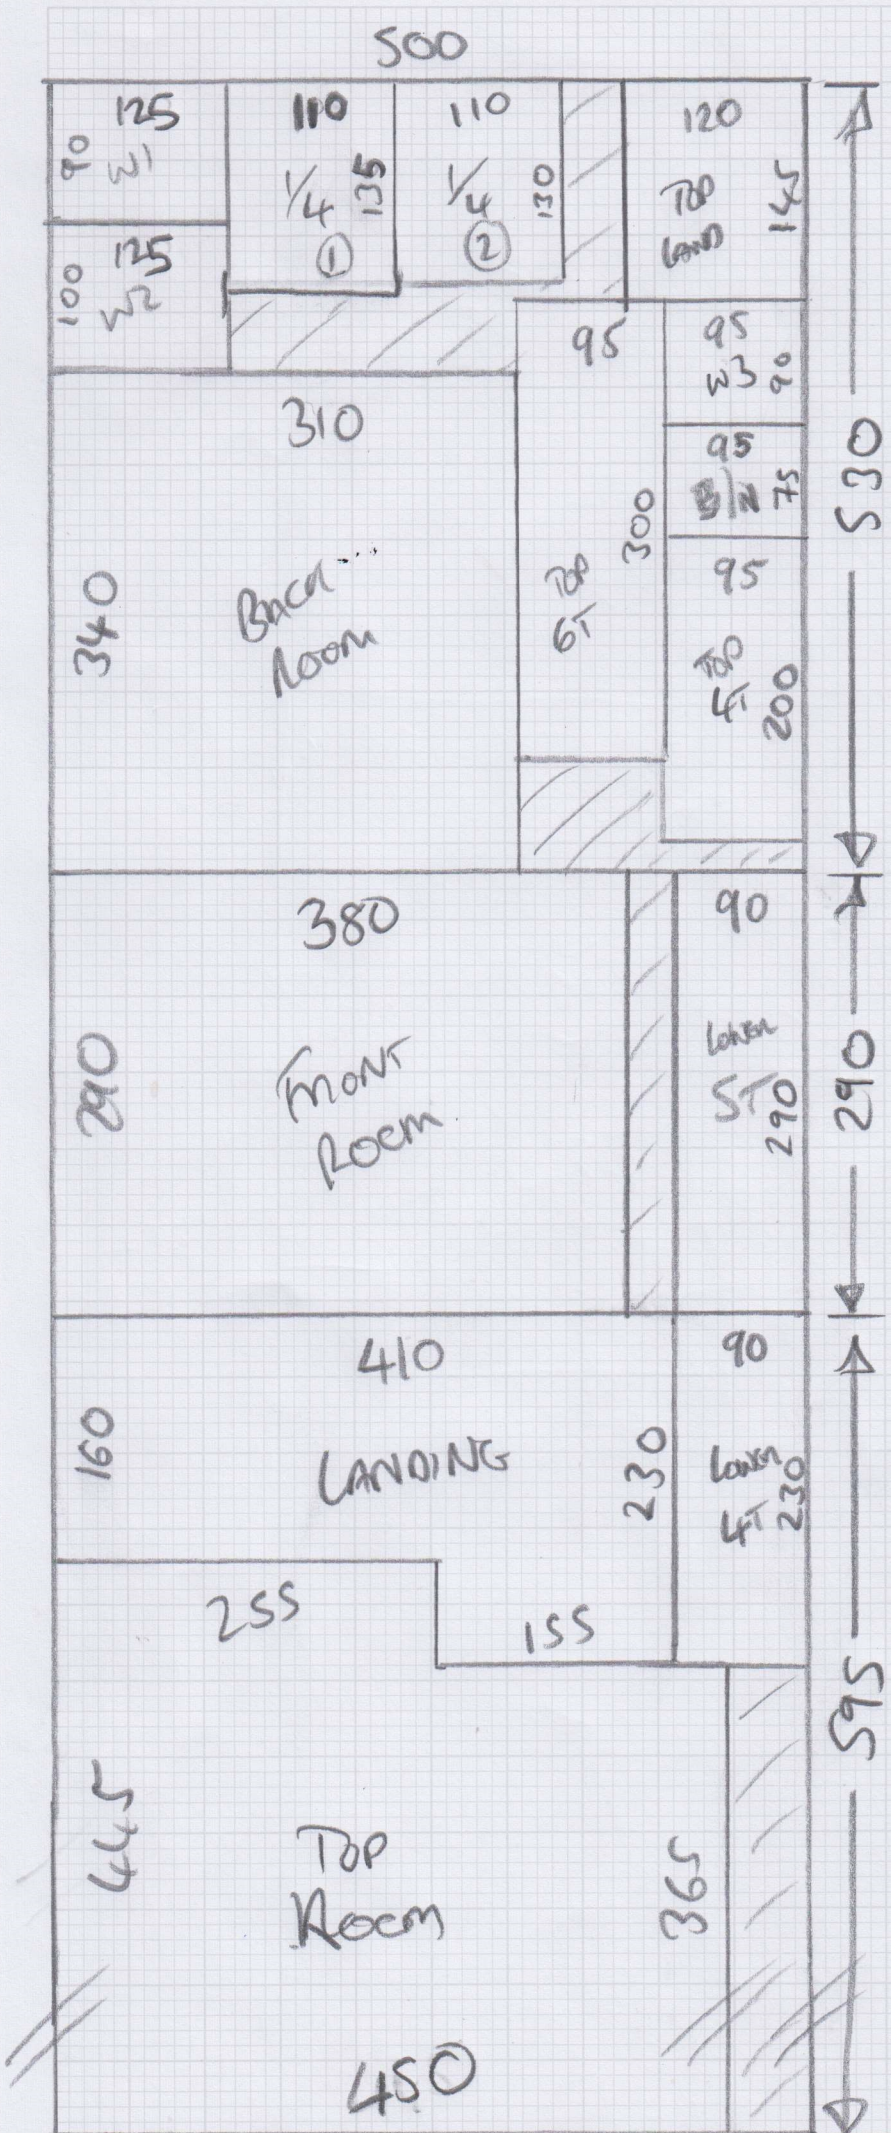 500
125
90
W1
110
1/4
135
1
110
1/4
130
2
120
TOP
LAND
145
125
100
W2
95
TOP
6T
300
95
W3
90
95
B/N
75
95
TOP
4T
200
530
310
340
BACK
ROOM
380
290
FRONT
ROOM
90
LOWER
5T
290
290
410
160
LANDING
230
90
LOWER
4T
230
255
155
595
445
TOP
ROOM
365
450